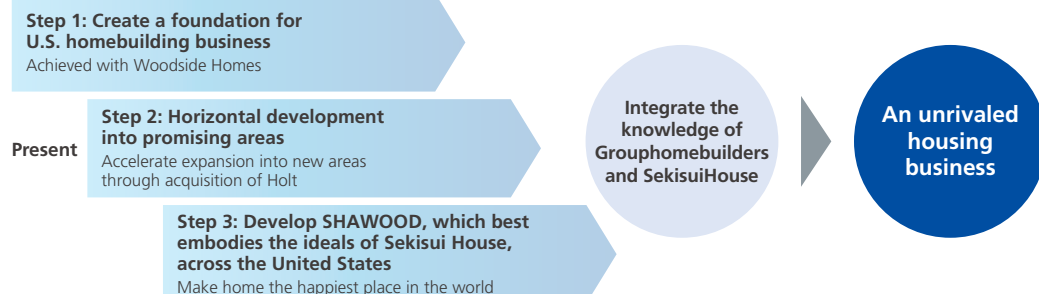 Step 1: Create a foundation for
U.S. homebuilding business
Achieved with Woodside Homes
Present
Step 2: Horizontal development
into promising areas
Accelerate expansion into new areas
through acquisition of Holt
Step 3: Develop SHAWOOD, which best
embodies the ideals of Sekisui House,
across the United States
Make home the happiest place in the world
Integrate the
knowledge of
Grouphomebuilders
and SekisuiHouse
An unrivaled
housing
business